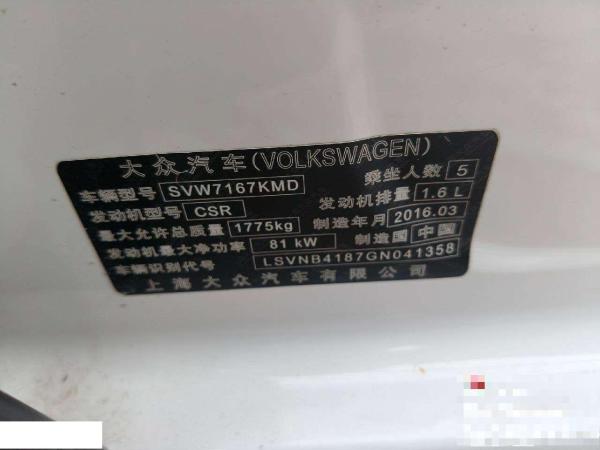 大众汽车(VOLKSWAGEN)
车辆型号 SVW7167KMD 乘坐人数 5
发动机型号 CSR 发动机排量 1.6 L
最大允许总质量 1775kg 制造年月 2016.03
发动机最大净功率 81 kW 制造国 中国
车辆识别代号 LSVNB4187GN041358
上海大众汽车有限公司